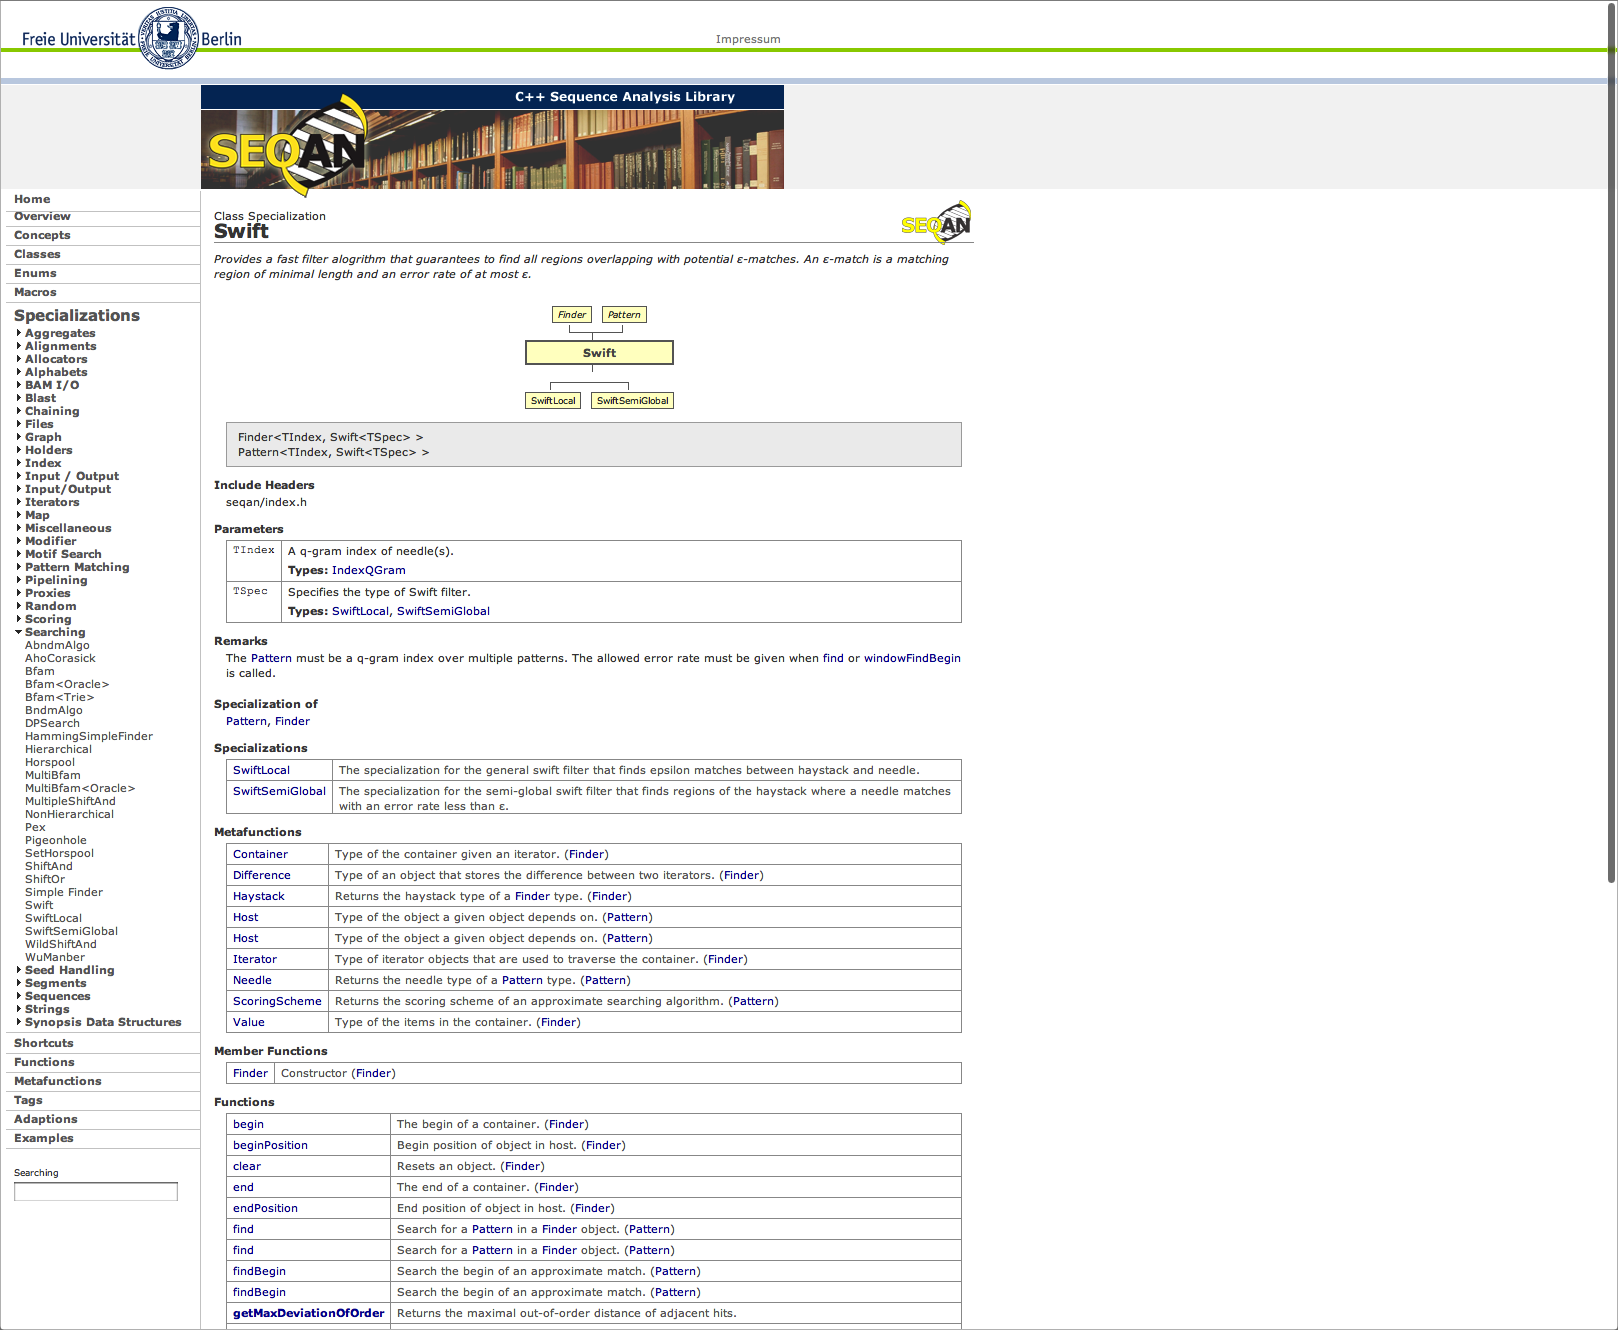 Freie Universität Berlin
Impressum
C++ Sequence Analysis Library
SEQAN
Home
Overview
Concepts
Classes
Enums
Macros
Specializations
Aggregates
Alignments
Allocators
Alphabets
BAM I/O
Blast
Chaining
Files
Graph
Holders
Index
Input / Output
Input/Output
Iterators
Map
Miscellaneous
Modifier
Motif Search
Pattern Matching
Pipelining
Proxies
Random
Scoring
Searching
AbndmAlgo
AhoCorasick
Bfam
Bfam<Oracle>
Bfam<Trie>
BndmAlgo
DPSearch
HammingSimpleFinder
Hierarchical
Horspool
MultiBfam
MultiBfam<Oracle>
MultipleShiftAnd
NonHierarchical
Pex
Pigeonhole
SetHorspool
ShiftAnd
ShiftOr
Simple Finder
Swift
SwiftLocal
SwiftSemiGlobal
WildShiftAnd
WuManber
Seed Handling
Segments
Sequences
Strings
Synopsis Data Structures
Shortcuts
Functions
Metafunctions
Tags
Adaptions
Examples
Searching
Class Specialization
Swift
SEQAN
Provides a fast filter alogrithm that guarantees to find all regions overlapping with potential ε-matches. An ε-match is a matching
region of minimal length and an error rate of at most ε.
Finder Pattern
Swift
SwiftLocal SwiftSemiGlobal
Finder<TIndex, Swift<TSpec> >
Pattern<TIndex, Swift<TSpec> >
Include Headers
seqan/index.h
Parameters
TIndex A q-gram index of needle(s).
Types: IndexQGram
TSpec Specifies the type of Swift filter.
Types: SwiftLocal, SwiftSemiGlobal
Remarks
The Pattern must be a q-gram index over multiple patterns. The allowed error rate must be given when find or windowFindBegin
is called.
Specialization of
Pattern, Finder
Specializations
SwiftLocal The specialization for the general swift filter that finds epsilon matches between haystack and needle.
SwiftSemiGlobal The specialization for the semi-global swift filter that finds regions of the haystack where a needle matches
with an error rate less than ε.
Metafunctions
Container Type of the container given an iterator. (Finder)
Difference Type of an object that stores the difference between two iterators. (Finder)
Haystack Returns the haystack type of a Finder type. (Finder)
Host Type of the object a given object depends on. (Pattern)
Host Type of the object a given object depends on. (Pattern)
Iterator Type of iterator objects that are used to traverse the container. (Finder)
Needle Returns the needle type of a Pattern type. (Pattern)
ScoringScheme Returns the scoring scheme of an approximate searching algorithm. (Pattern)
Value Type of the items in the container. (Finder)
Member Functions
Finder Constructor (Finder)
Functions
begin The begin of a container. (Finder)
beginPosition Begin position of object in host. (Finder)
clear Resets an object. (Finder)
end The end of a container. (Finder)
endPosition End position of object in host. (Finder)
find Search for a Pattern in a Finder object. (Pattern)
find Search for a Pattern in a Finder object. (Pattern)
findBegin Search the begin of an approximate match. (Pattern)
findBegin Search the begin of an approximate match. (Pattern)
getMaxDeviationOfOrder Returns the maximal out-of-order distance of adjacent hits.